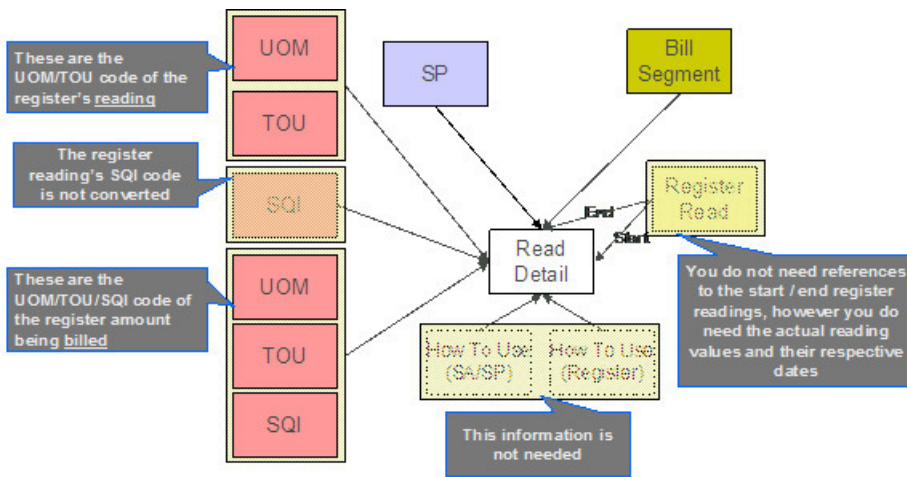 These are the
UOM/TOU code of the
register's reading
The register
reading's SQI code
is not converted
These are the
UOM/TOU/SQI code of
the register amount
being billed
UOM
TOU
SQI
UOM
TOU
SQI
SP
Bill
Segment
Register
Read
End
Start
Read
Detail
How To Use
(SA/SP)
How To Use
(Register)
You do not need references
to the start / end register
readings, however you do
need the actual reading
values and their respective
dates
This information is
not needed